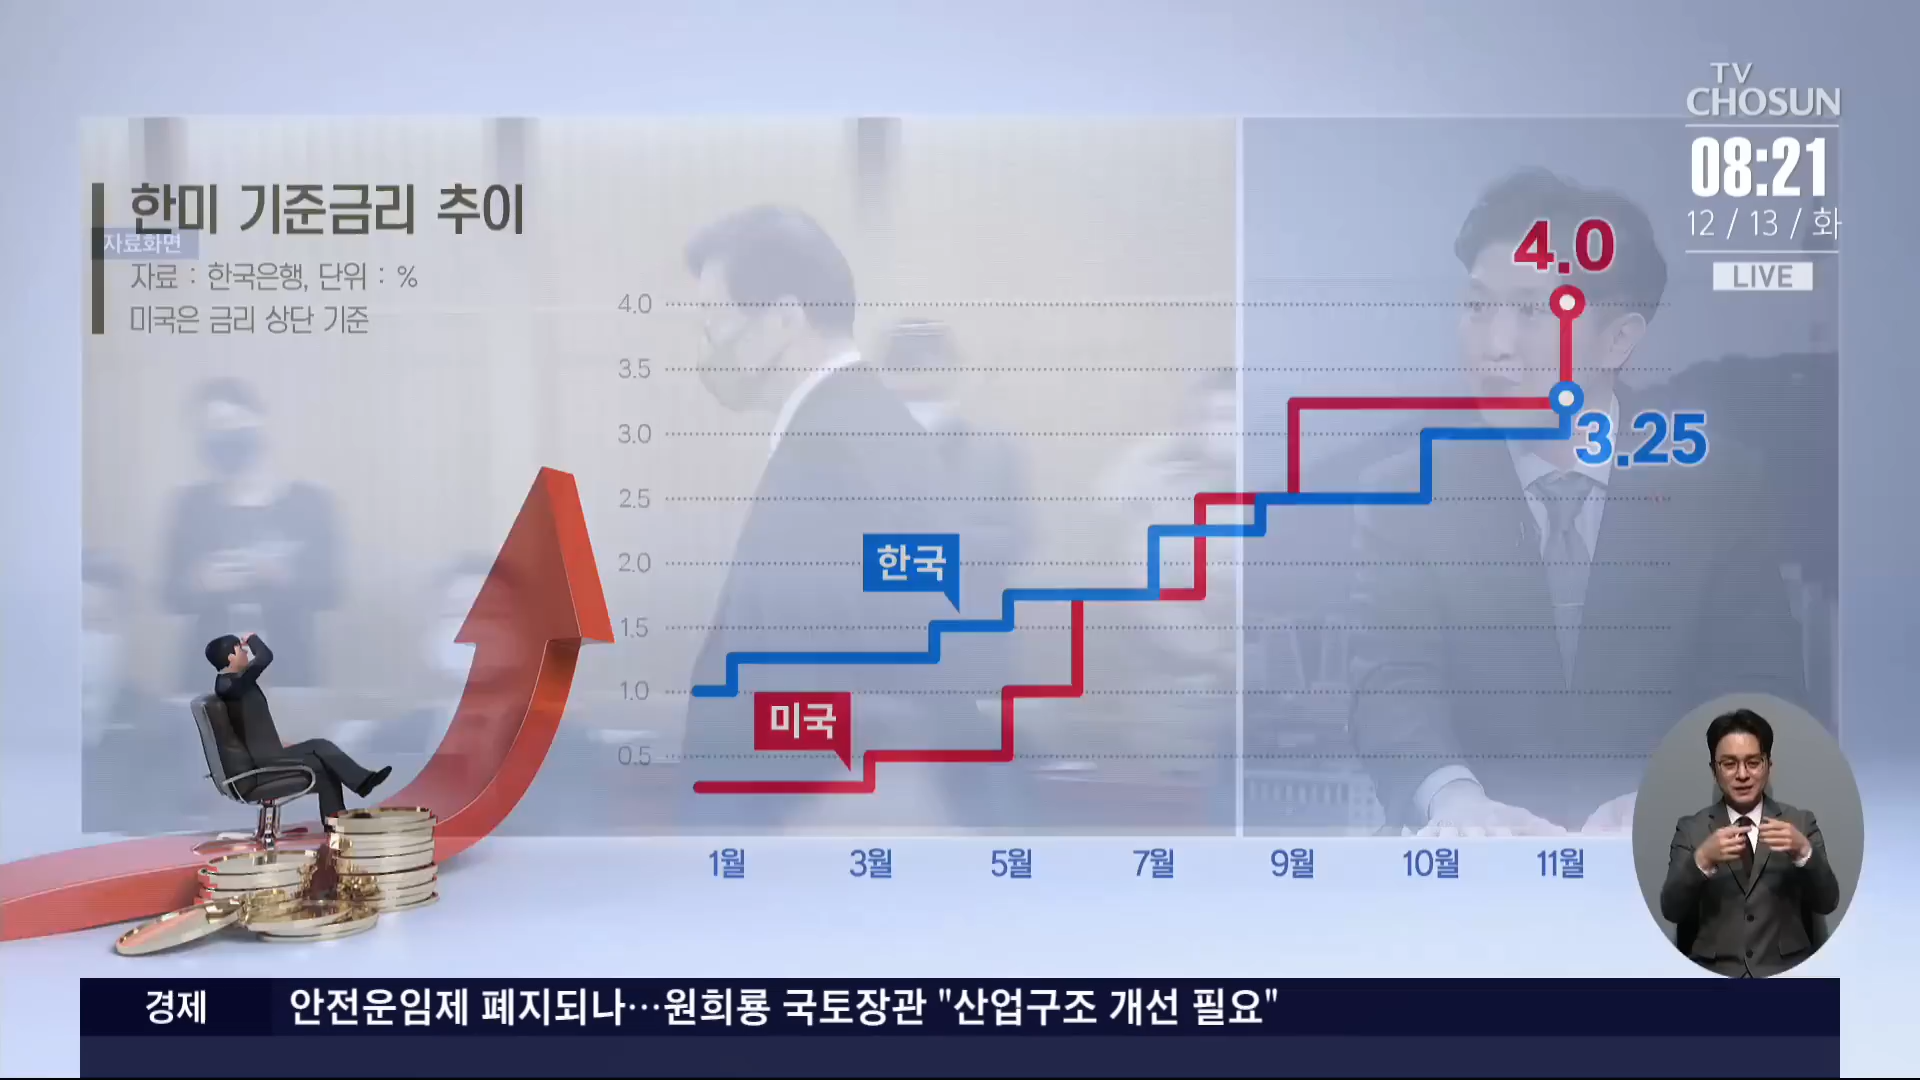 TV
CHOSUN
08:21
12 / 13 / 화
LIVE
한미 기준금리 추이
자료화면
자료 : 한국은행, 단위 : %
미국은 금리 상단 기준
4.0
3.25
4.0
3.5
3.0
2.5
2.0
1.5
1.0
0.5
한국
미국
1월 3월 5월 7월 9월 10월 11월
경제 안전운임제 폐지되나…원희룡 국토장관 "산업구조 개선 필요"